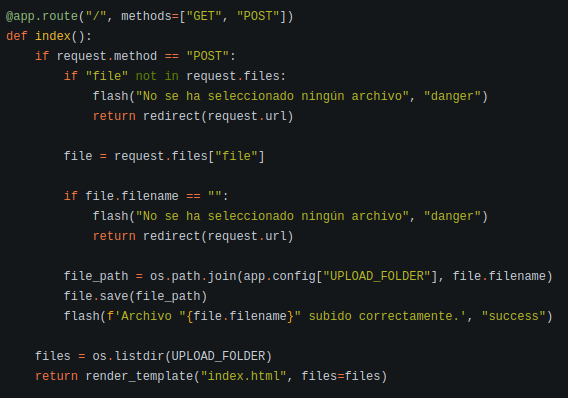 @app.route("/", methods=["GET", "POST"])
def index():
    if request.method == "POST":
        if "file" not in request.files:
            flash("No se ha seleccionado ningún archivo", "danger")
            return redirect(request.url)

        file = request.files["file"]

        if file.filename == "":
            flash("No se ha seleccionado ningún archivo", "danger")
            return redirect(request.url)

        file_path = os.path.join(app.config["UPLOAD_FOLDER"], file.filename)
        file.save(file_path)
        flash(f'Archivo "{file.filename}" subido correctamente.', "success")

    files = os.listdir(UPLOAD_FOLDER)
    return render_template("index.html", files=files)